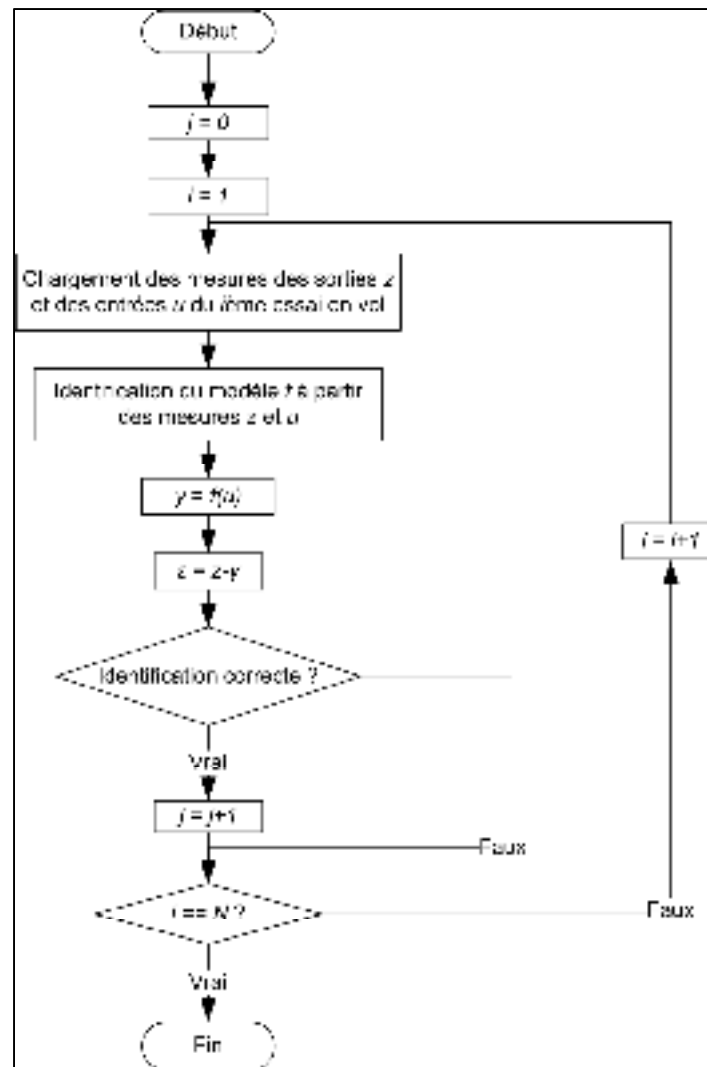 Début
j = 0
i = 1
Chargement des mesures des sorties z
et des entrées u du ième essai en vol
Identification du modèle f à partir
des mesures z et u
y = f(u)
ε = z-y
i = i+1
Identification correcte ?
Vrai
j = j+1
Faux
i == N ?
Faux
Vrai
Fin